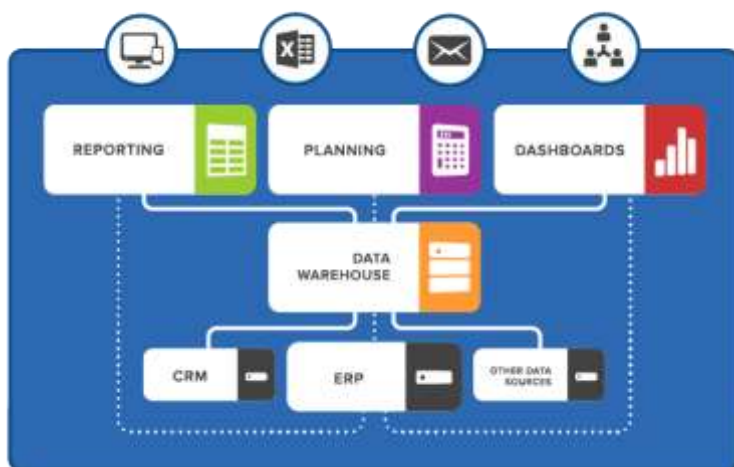 REPORTING
PLANNING
DASHBOARDS
DATA
WAREHOUSE
CRM
ERP
OTHER DATA
SOURCES